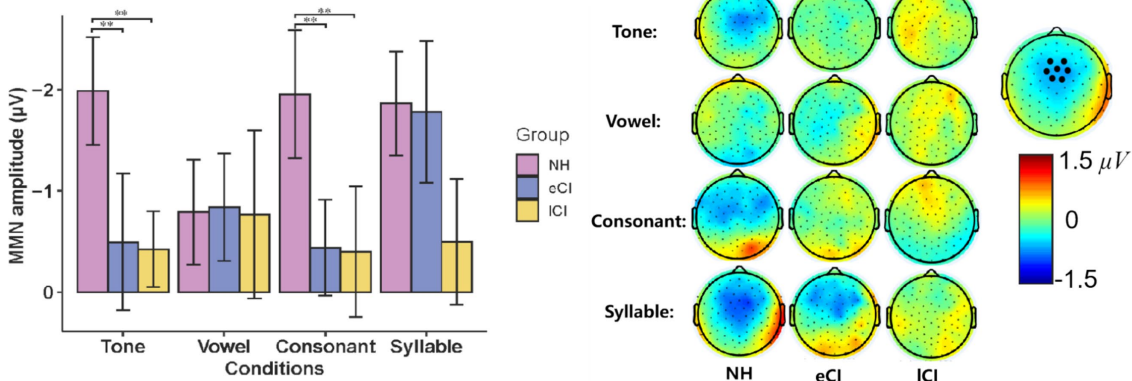 **
**
**
**
MMN amplitude (µV)
−2
−1
0
Tone
Vowel
Consonant
Syllable
Conditions
Group
NH
eCI
lCI
Tone:
Vowel:
Consonant:
Syllable:
NH
eCI
lCI
1.5 µV
0
-1.5